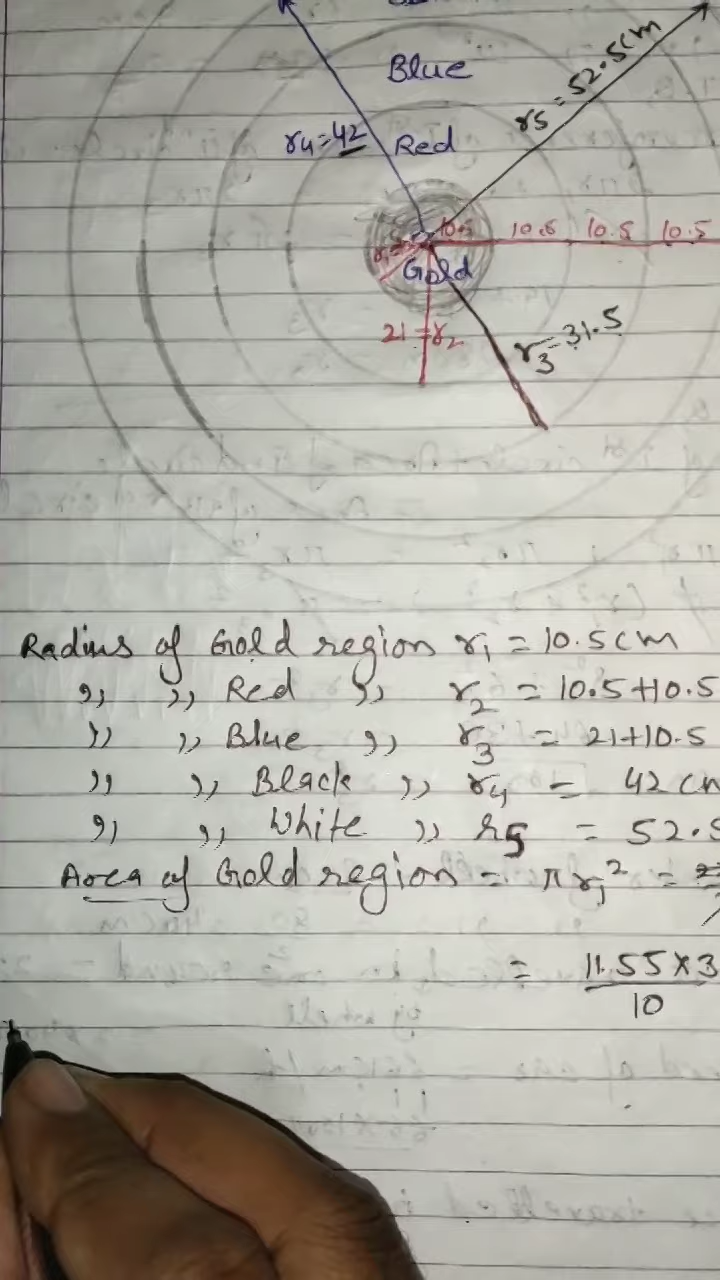 Blue
r5 = 52.5cm
r4=42
Red
10.5 10.5 10.5 10.5
Gold
21=r2
r3=31.5
Radius of Gold region r1 = 10.5cm
,, ,, Red ,, r2 = 10.5+10.5
,, ,, Blue ,, r3 = 21+10.5
,, ,, Black ,, r4 = 42 cm
,, ,, White ,, r5 = 52.5
Area of Gold region = πr1² =
= 11.55×3
10